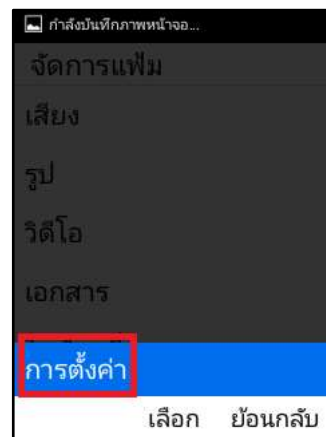 กำลังบันทึกภาพหน้าจอ...
จัดการแฟ้ม
เสียง
รูป
วิดีโอ
เอกสาร
การตั้งค่า
เลือก ย้อนกลับ